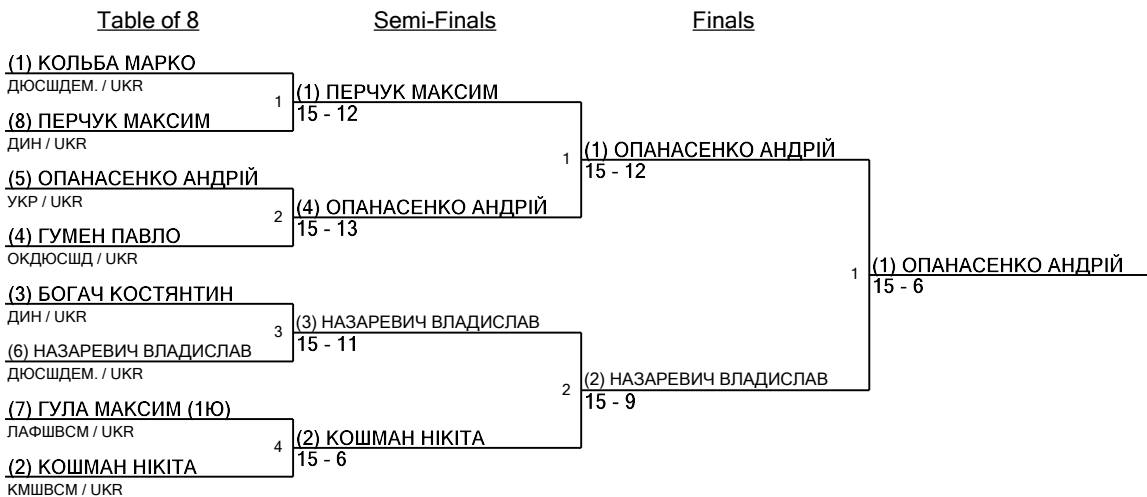 Table of 8
Semi-Finals
Finals
(1) КОЛЬБА МАРКО
ДЮСШДЕМ. / UKR
1
(8) ПЕРЧУК МАКСИМ
ДИН / UKR
(5) ОПАНАСЕНКО АНДРІЙ
УКР / UKR
2
(4) ГУМЕН ПАВЛО
ОКДЮСШД / UKR
(3) БОГАЧ КОСТЯНТИН
ДИН / UKR
3
(6) НАЗАРЕВИЧ ВЛАДИСЛАВ
ДЮСШДЕМ. / UKR
(7) ГУЛА МАКСИМ (1Ю)
ЛАФШВСМ / UKR
4
(2) КОШМАН НІКІТА
КМШВСМ / UKR
(1) ПЕРЧУК МАКСИМ
15 - 12
1
(4) ОПАНАСЕНКО АНДРІЙ
15 - 13
(3) НАЗАРЕВИЧ ВЛАДИСЛАВ
15 - 11
2
(2) КОШМАН НІКІТА
15 - 6
(1) ОПАНАСЕНКО АНДРІЙ
15 - 12
1
(2) НАЗАРЕВИЧ ВЛАДИСЛАВ
15 - 9
(1) ОПАНАСЕНКО АНДРІЙ
15 - 6